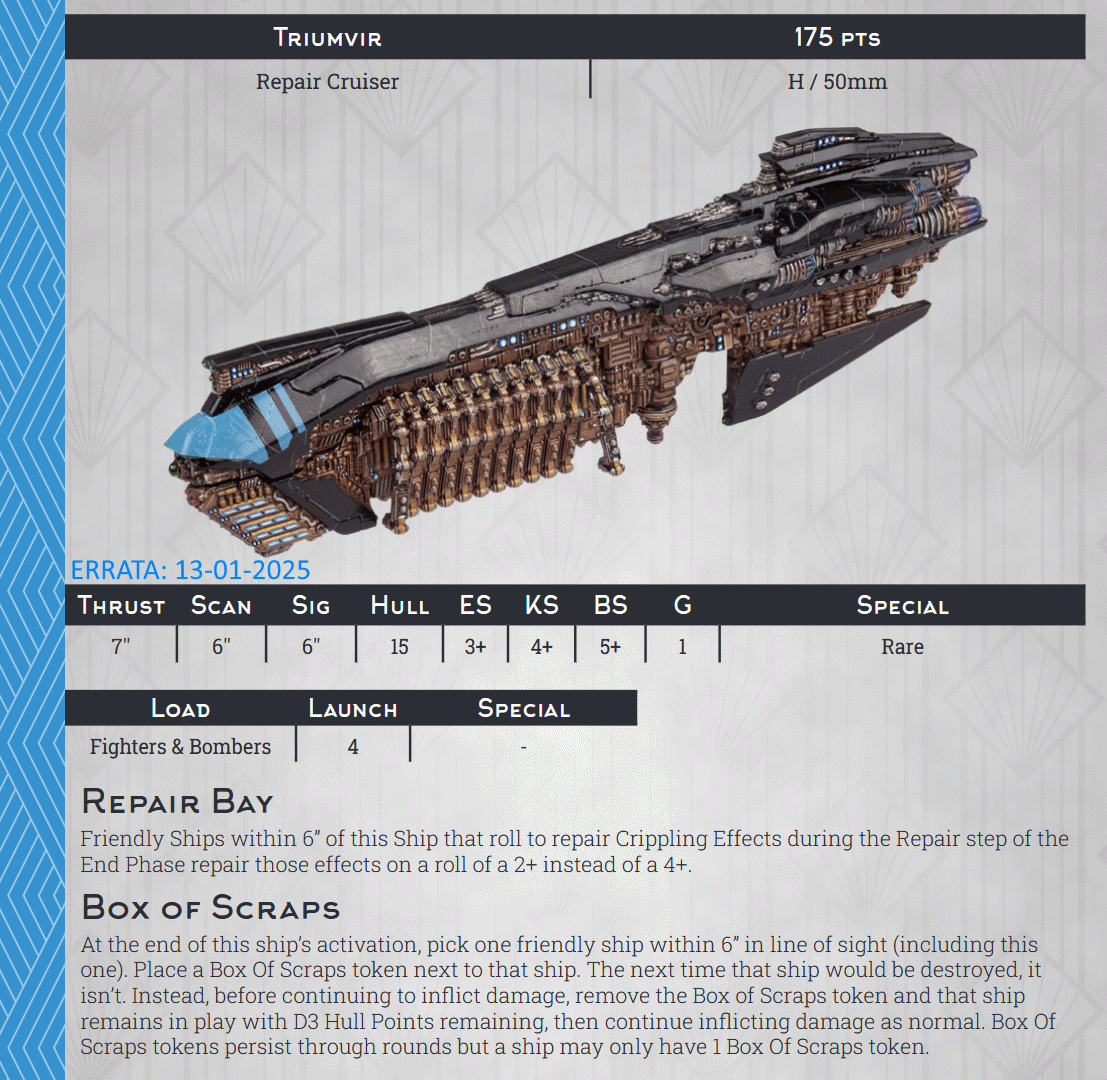 Triumvir 175 pts
Repair Cruiser H / 50mm
ERRATA: 13-01-2025
Thrust Scan Sig Hull ES KS BS G Special
7" 6" 6" 15 3+ 4+ 5+ 1 Rare
Load Launch Special
Fighters & Bombers 4 -
Repair Bay
Friendly Ships within 6” of this Ship that roll to repair Crippling Effects during the Repair step of the
End Phase repair those effects on a roll of a 2+ instead of a 4+.
Box of Scraps
At the end of this ship’s activation, pick one friendly ship within 6” in line of sight (including this
one). Place a Box Of Scraps token next to that ship. The next time that ship would be destroyed, it
isn’t. Instead, before continuing to inflict damage, remove the Box of Scraps token and that ship
remains in play with D3 Hull Points remaining, then continue inflicting damage as normal. Box Of
Scraps tokens persist through rounds but a ship may only have 1 Box Of Scraps token.